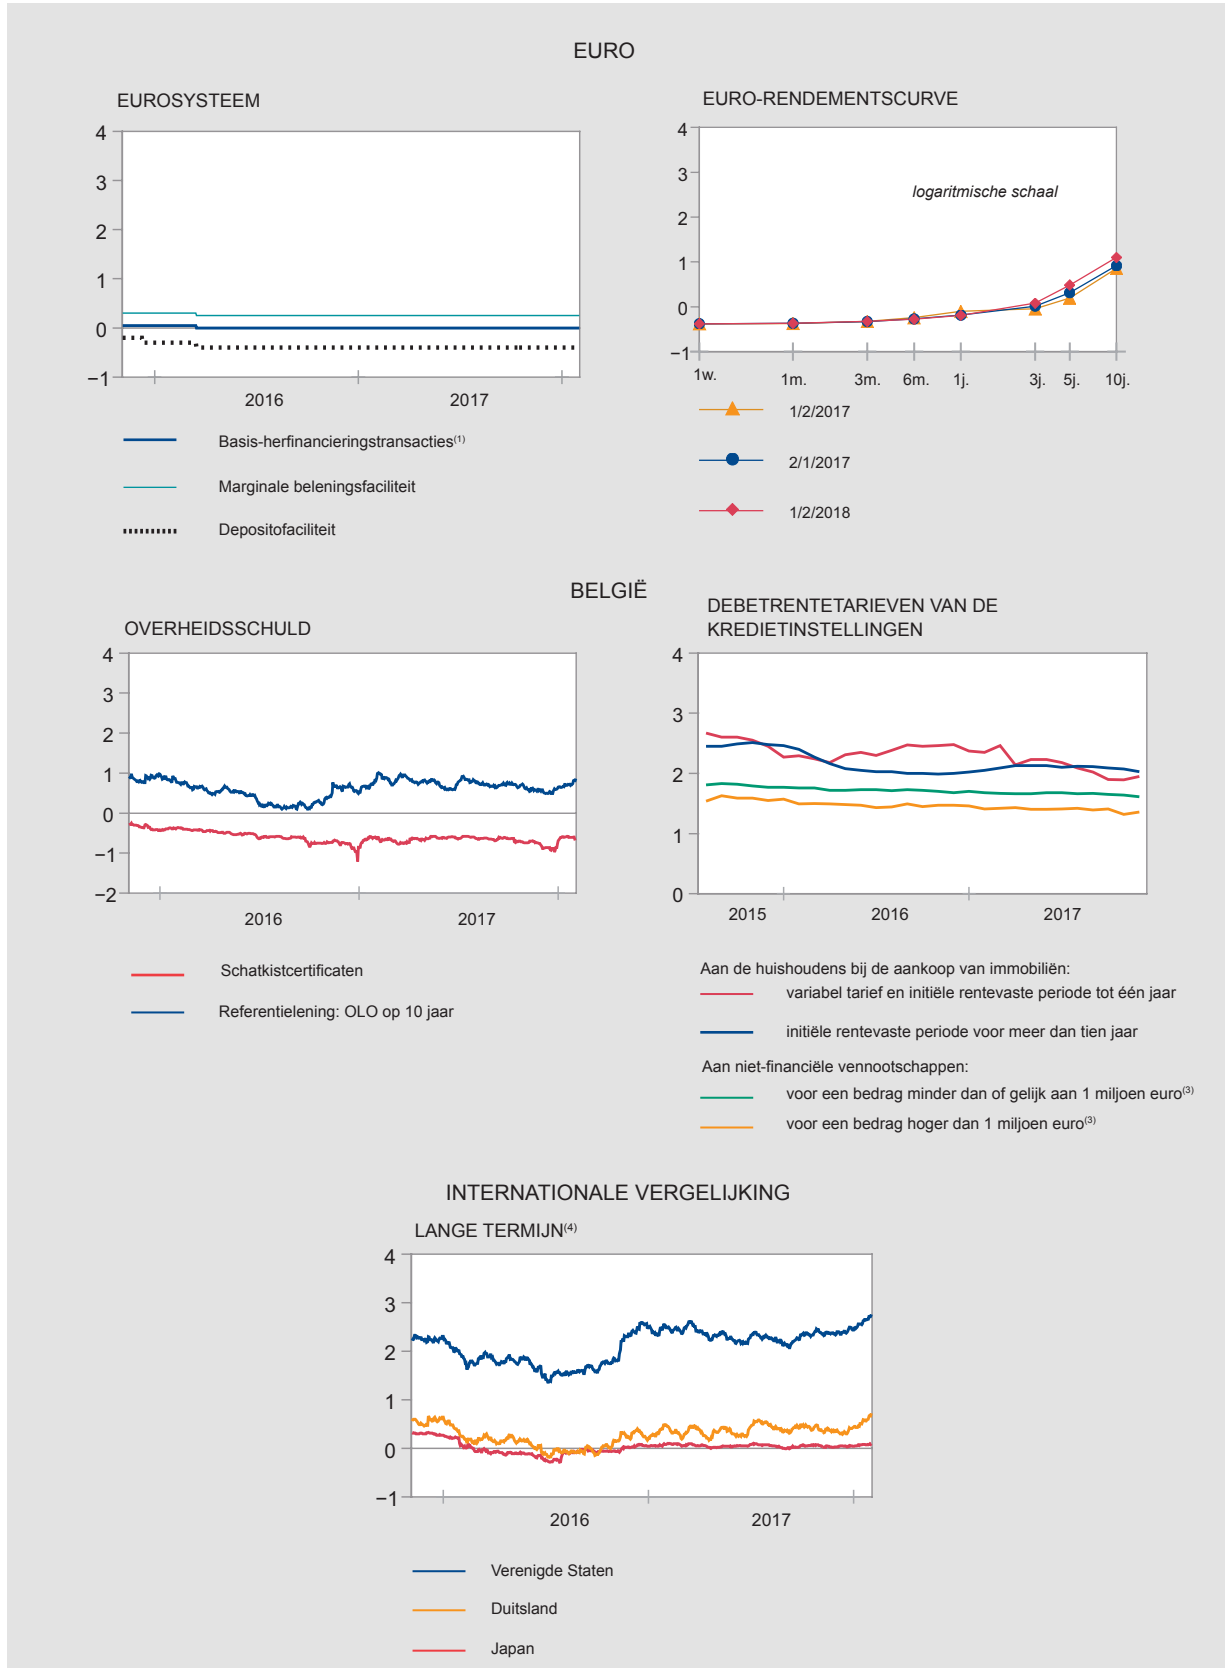 EURO
EUROSYSTEEM
4
3
2
1
0
−1
2016
2017
Basis-herfinancieringstransacties(1)
Marginale beleningsfaciliteit
Depositofaciliteit
EURO-RENDEMENTSCURVE
4
3
2
1
0
−1
logaritmische schaal
1w.
1m.
3m.
6m.
1j.
3j.
5j.
10j.
1/2/2017
2/1/2017
1/2/2018
BELGIË
OVERHEIDSSCHULD
4
3
2
1
0
−1
−2
2016
2017
Schatkistcertificaten
Referentielening: OLO op 10 jaar
DEBETRENTETARIEVEN VAN DE
KREDIETINSTELLINGEN
4
3
2
1
0
2015
2016
2017
Aan de huishoudens bij de aankoop van immobiliën:
variabel tarief en initiële rentevaste periode tot één jaar
initiële rentevaste periode voor meer dan tien jaar
Aan niet-financiële vennootschappen:
voor een bedrag minder dan of gelijk aan 1 miljoen euro(3)
voor een bedrag hoger dan 1 miljoen euro(3)
INTERNATIONALE VERGELIJKING
LANGE TERMIJN(4)
4
3
2
1
0
−1
2016
2017
Verenigde Staten
Duitsland
Japan